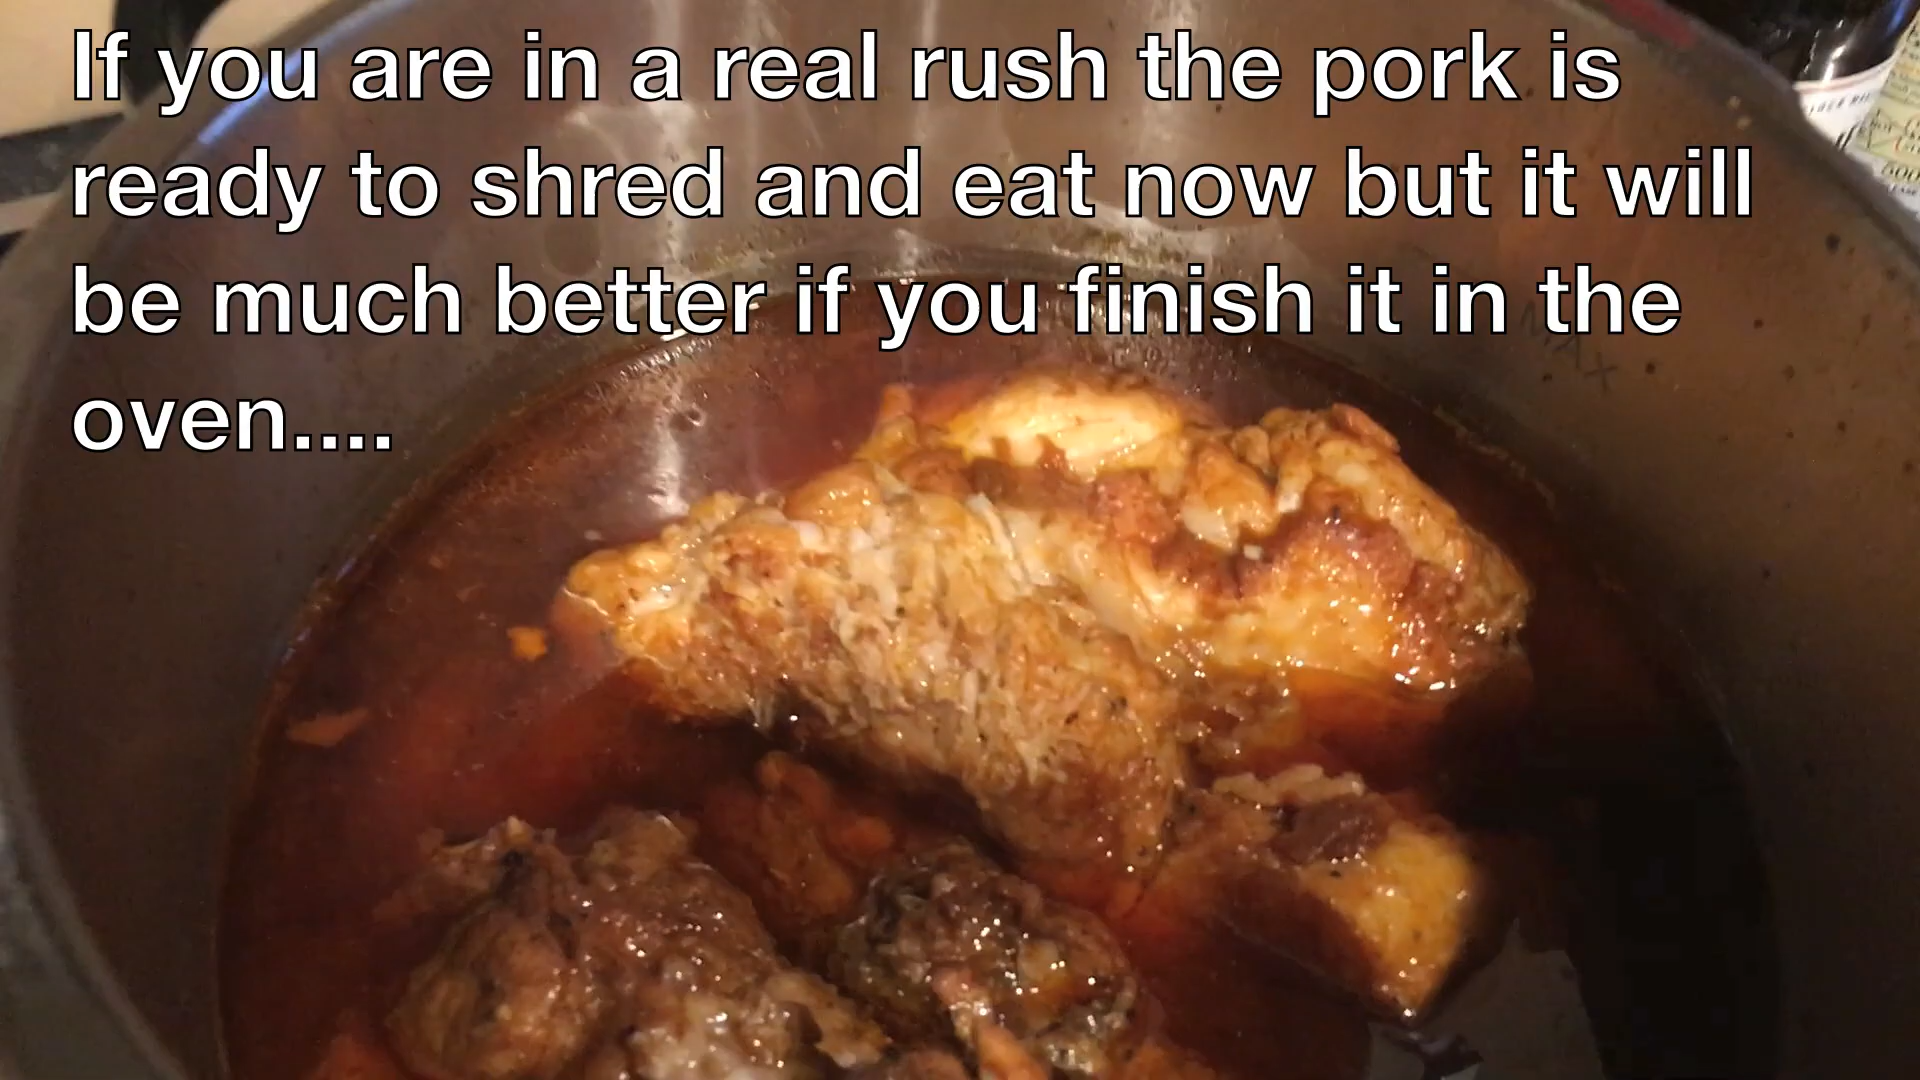 If you are in a real rush the pork is
ready to shred and eat now but it will
be much better if you finish it in the
oven....
MAX